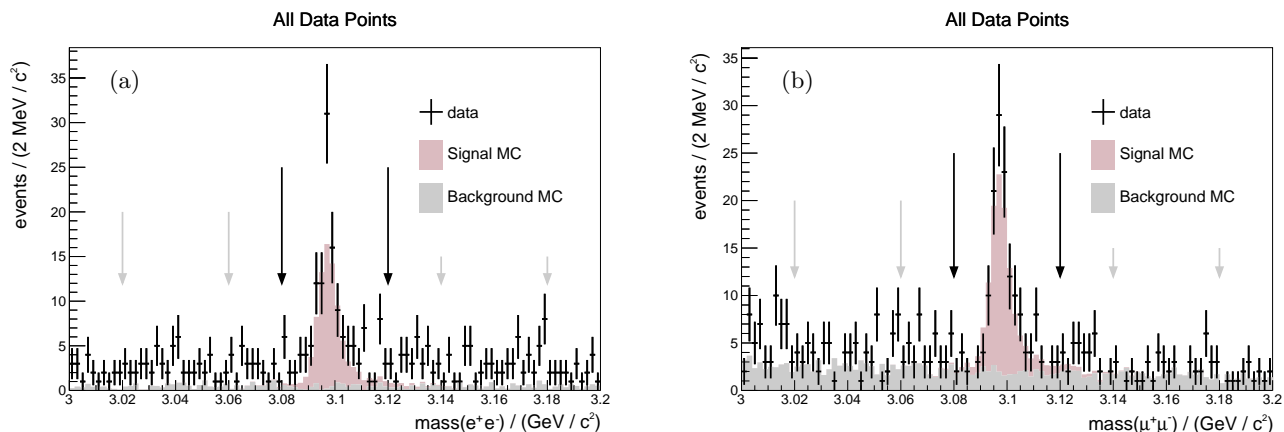 All Data Points
events / (2 MeV / c²)
35
30
25
20
15
10
5
0
(a)
data
Signal MC
Background MC
3 3.02 3.04 3.06 3.08 3.1 3.12 3.14 3.16 3.18 3.2
mass(e⁺e⁻) / (GeV / c²)
All Data Points
events / (2 MeV / c²)
35
30
25
20
15
10
5
0
(b)
data
Signal MC
Background MC
3 3.02 3.04 3.06 3.08 3.1 3.12 3.14 3.16 3.18 3.2
mass(μ⁺μ⁻) / (GeV / c²)